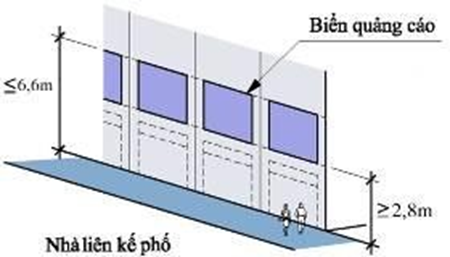 Biển quảng cáo
≤6,6m
≥2,8m
Nhà liên kế phố